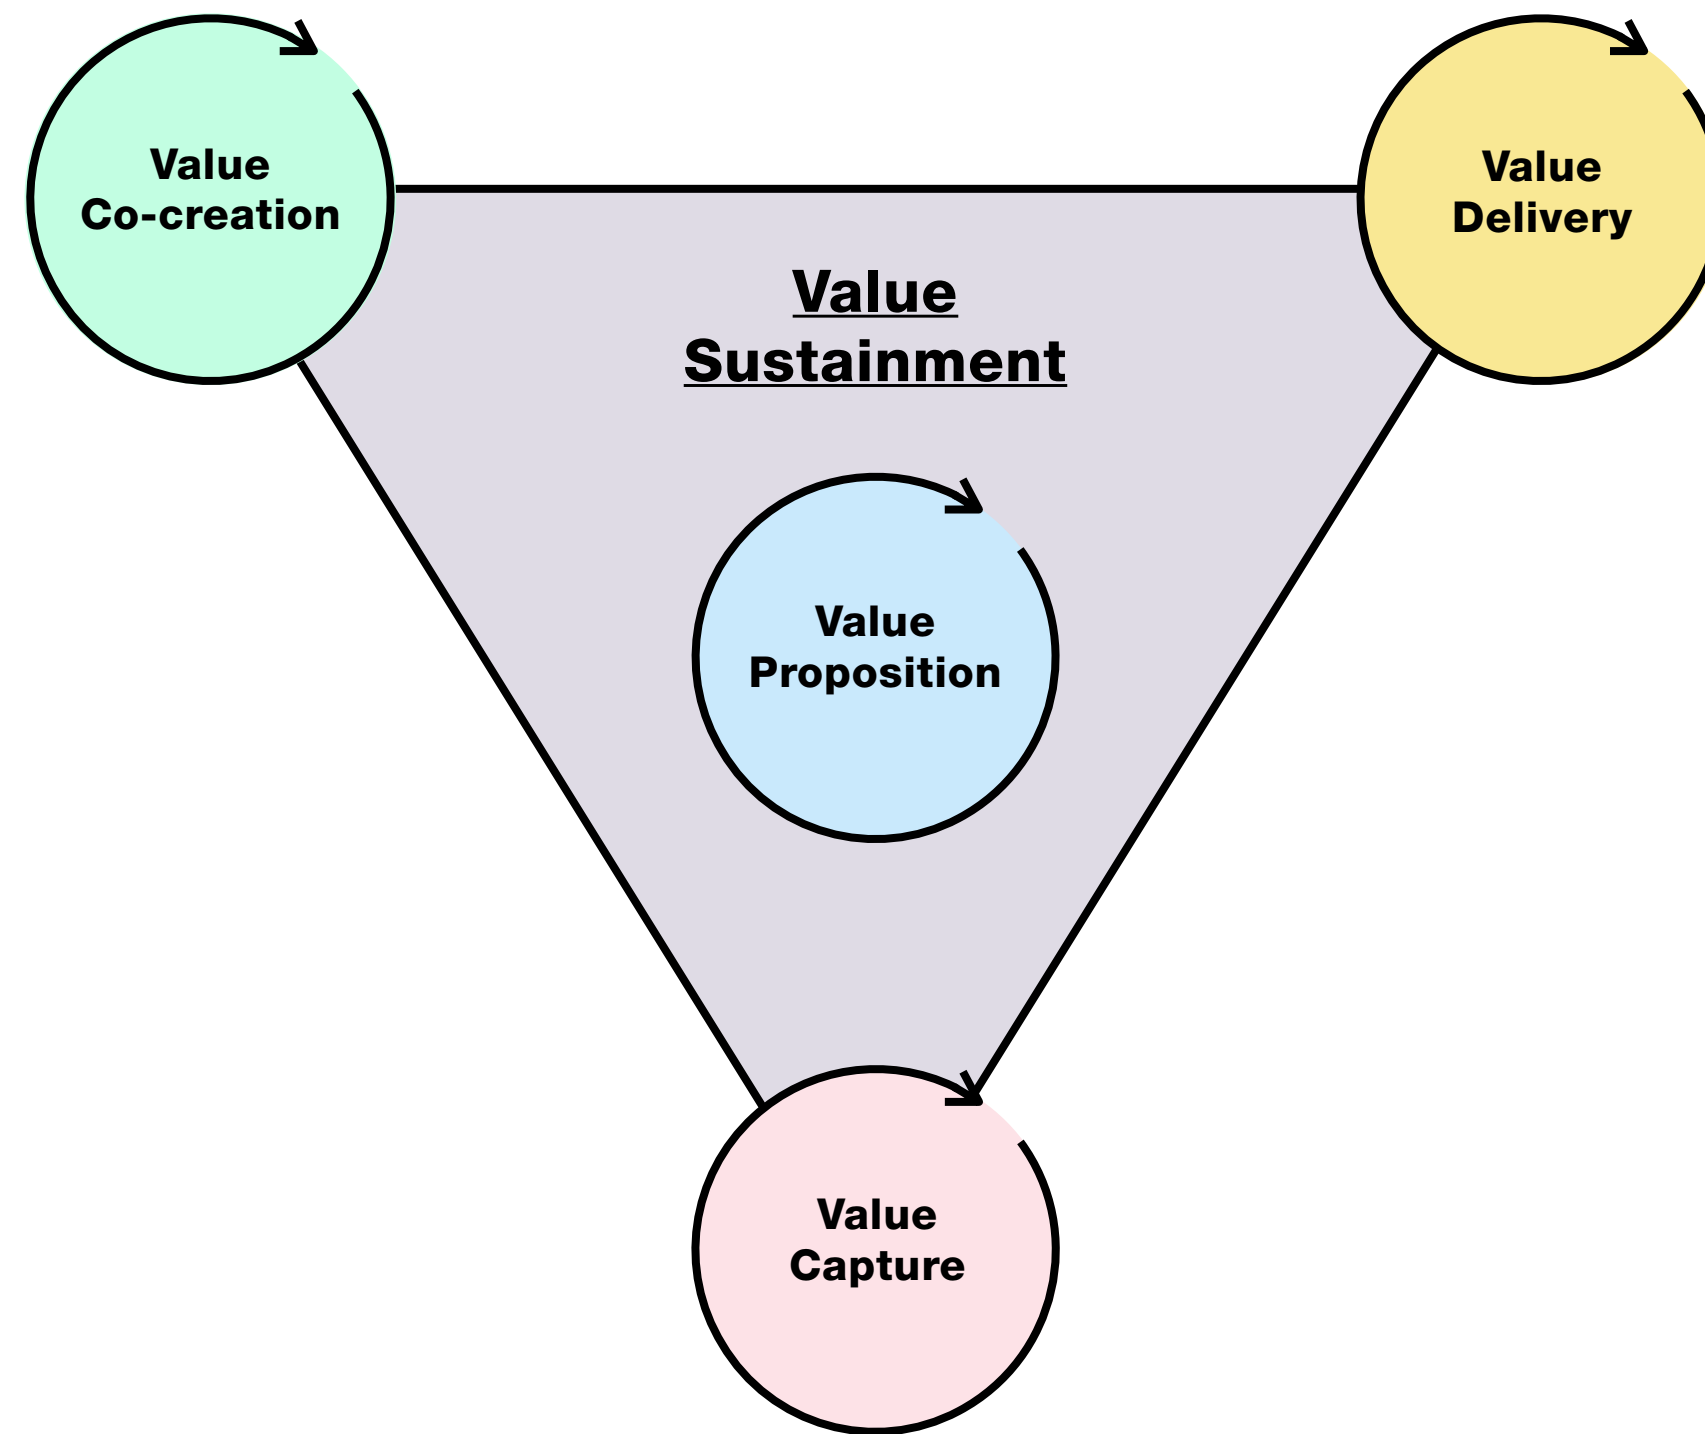 Value
Co-creation
Value
Delivery
Value
Sustainment
Value
Proposition
Value
Capture